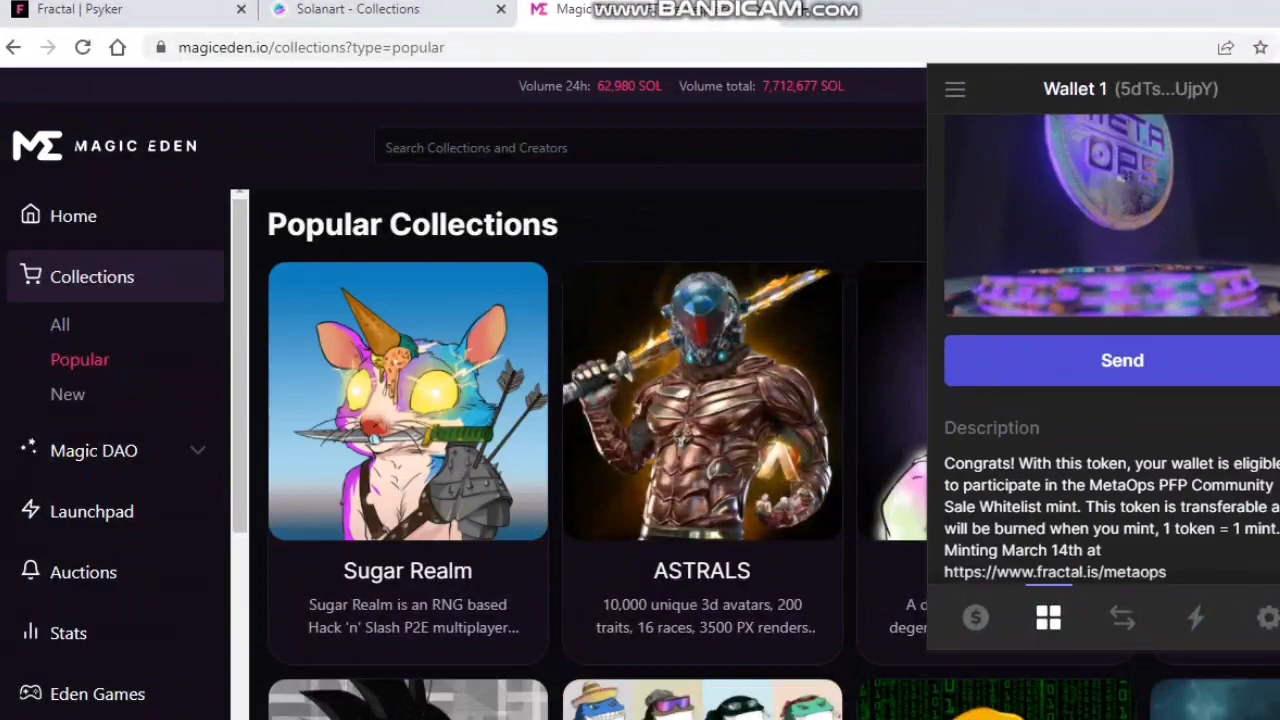 Fractal | Psyker
Solanart - Collections
Magic
www.BANDICAM.com
magiceden.io/collections?type=popular
Volume 24h: 62,980 SOL Volume total: 7,712,677 SOL
Wallet 1 (5dTs...UjpY)
ME MAGIC EDEN
Search Collections and Creators
META
OPS
Home
Popular Collections
Collections
All
Popular
New
Magic DAO
Launchpad
Auctions
Stats
Eden Games
Sugar Realm
Sugar Realm is an RNG based
Hack 'n' Slash P2E multiplayer...
ASTRALS
10,000 unique 3d avatars, 200
traits, 16 races, 3500 PX renders..
A d
degen
Send
Description
Congrats! With this token, your wallet is eligible
to participate in the MetaOps PFP Community
Sale Whitelist mint. This token is transferable a
will be burned when you mint, 1 token = 1 mint.
Minting March 14th at
https://www.fractal.is/metaops